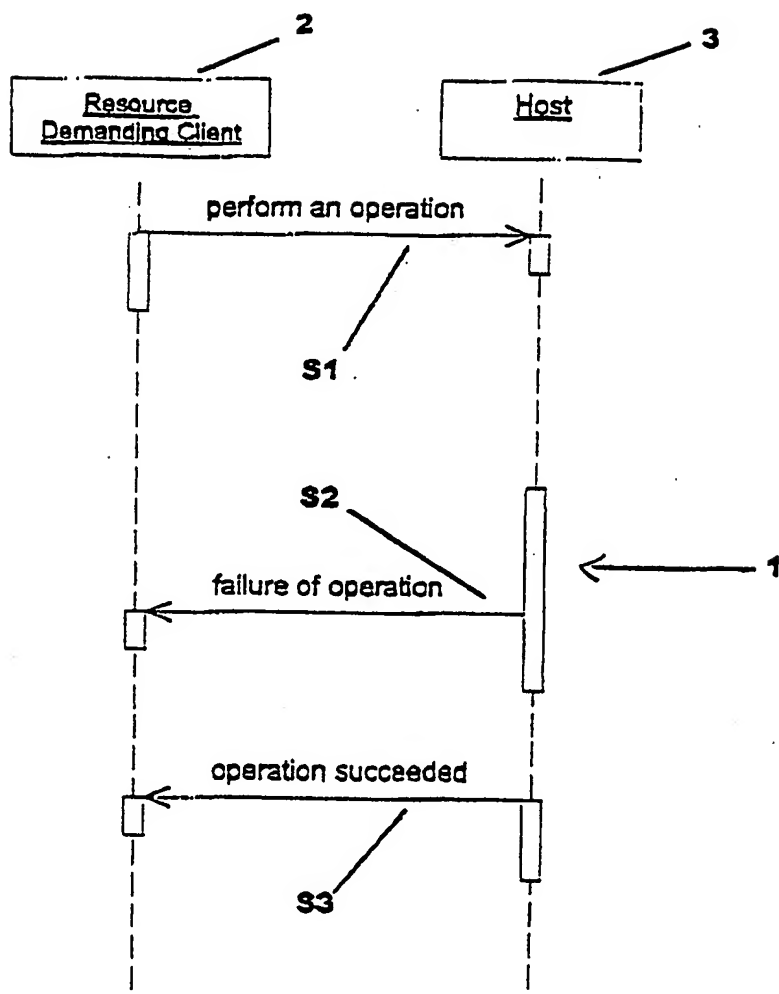 2
3
Resource
Demanding Client
Host
perform an operation
S1
S2
1
failure of operation
operation succeeded
S3